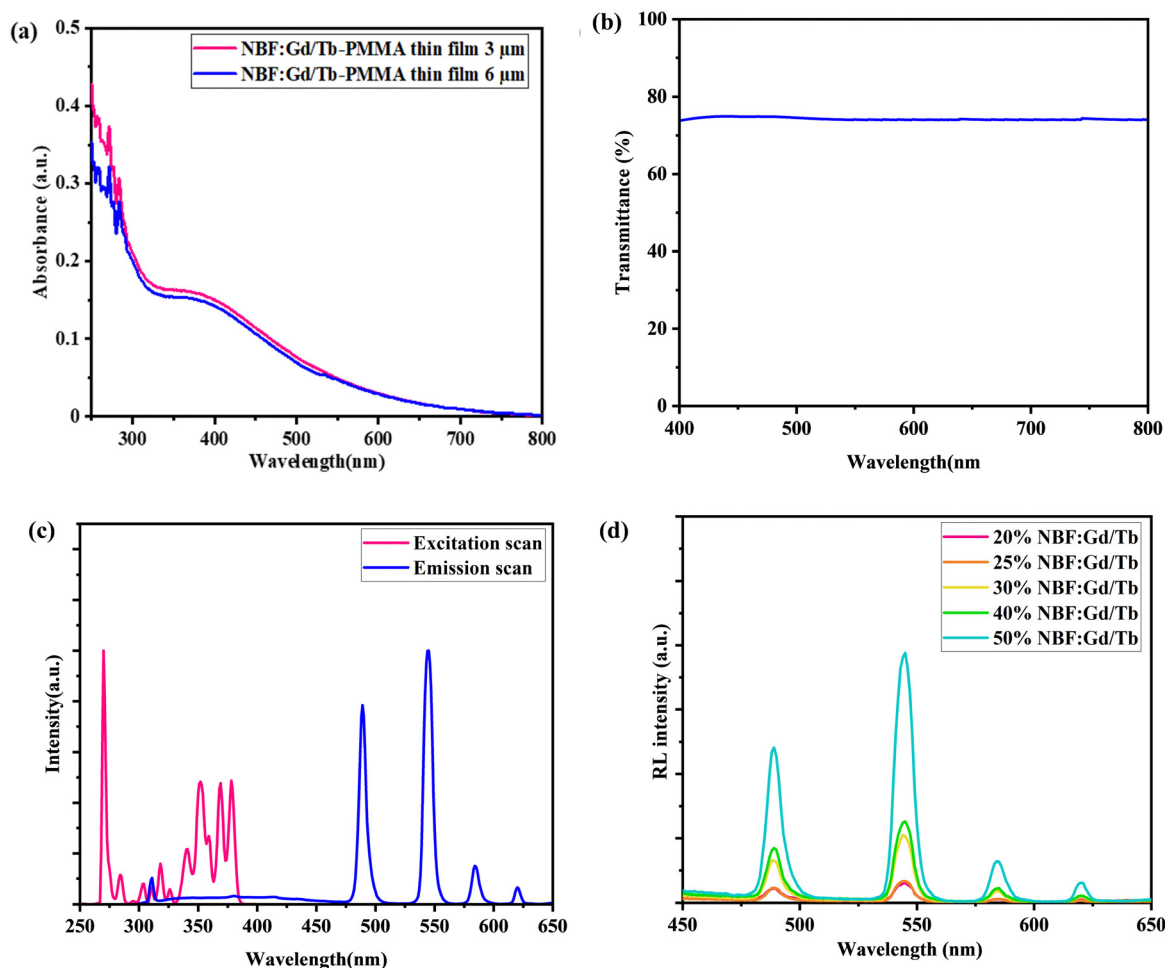 (a)
NBF:Gd/Tb-PMMA thin film 3 µm
NBF:Gd/Tb-PMMA thin film 6 µm
Absorbance (a.u.)
0.5
0.4
0.3
0.2
0.1
0
300 400 500 600 700 800
Wavelength(nm)
(b)
Transmittance (%)
100
80
60
40
20
0
400 500 600 700 800
Wavelength(nm
(c)
Excitation scan
Emission scan
Intensity(a.u.)
250 300 350 400 450 500 550 600 650
Wavelength(nm)
(d)
20% NBF:Gd/Tb
25% NBF:Gd/Tb
30% NBF:Gd/Tb
40% NBF:Gd/Tb
50% NBF:Gd/Tb
RL intensity (a.u.)
450 500 550 600 650
Wavelength (nm)